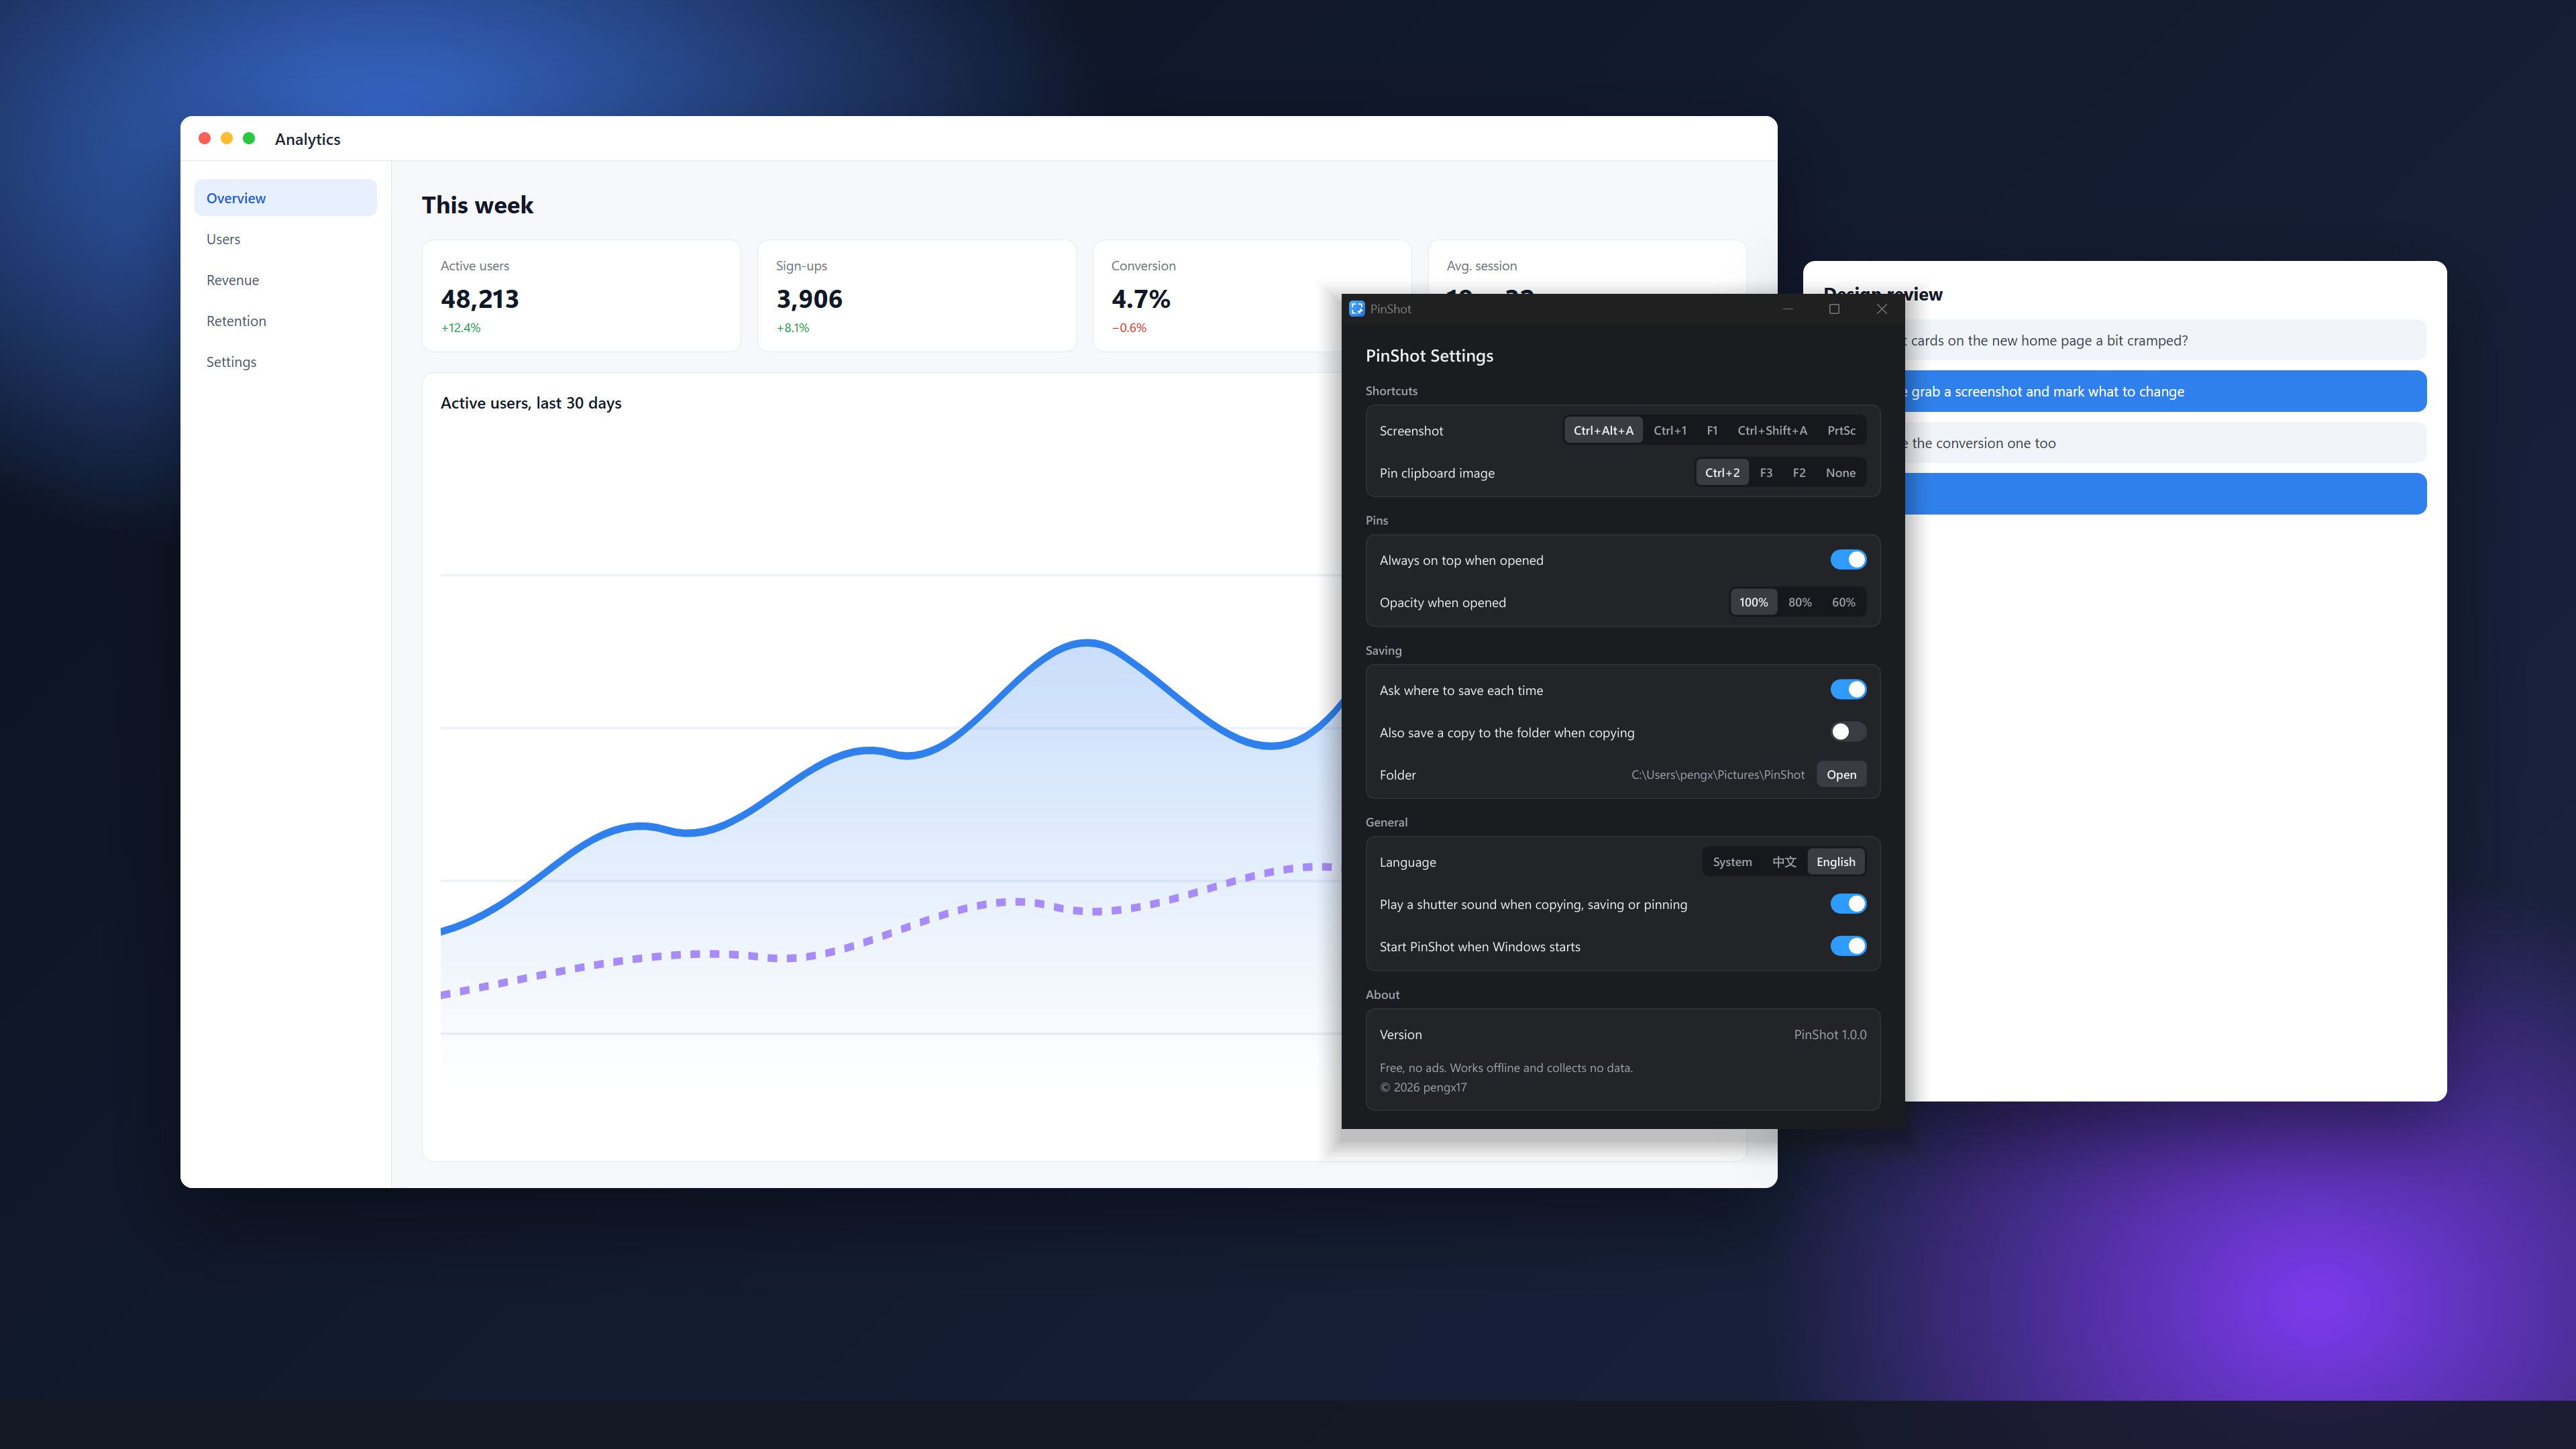 Analytics
Overview
Users
Revenue
Retention
Settings
This week
Active users
48,213
+12.4%
Sign-ups
3,906
+8.1%
Conversion
4.7%
−0.6%
Avg. session
Active users, last 30 days
PinShot
PinShot Settings
Shortcuts
Screenshot Ctrl+Alt+A Ctrl+1 F1 Ctrl+Shift+A PrtSc
Pin clipboard image Ctrl+2 F3 F2 None
Pins
Always on top when opened
Opacity when opened 100% 80% 60%
Saving
Ask where to save each time
Also save a copy to the folder when copying
Folder C:\Users\pengx\Pictures\PinShot Open
General
Language System 中文 English
Play a shutter sound when copying, saving or pinning
Start PinShot when Windows starts
About
Version PinShot 1.0.0
Free, no ads. Works offline and collects no data.
© 2026 pengx17
Design review
cards on the new home page a bit cramped?
grab a screenshot and mark what to change
the conversion one too